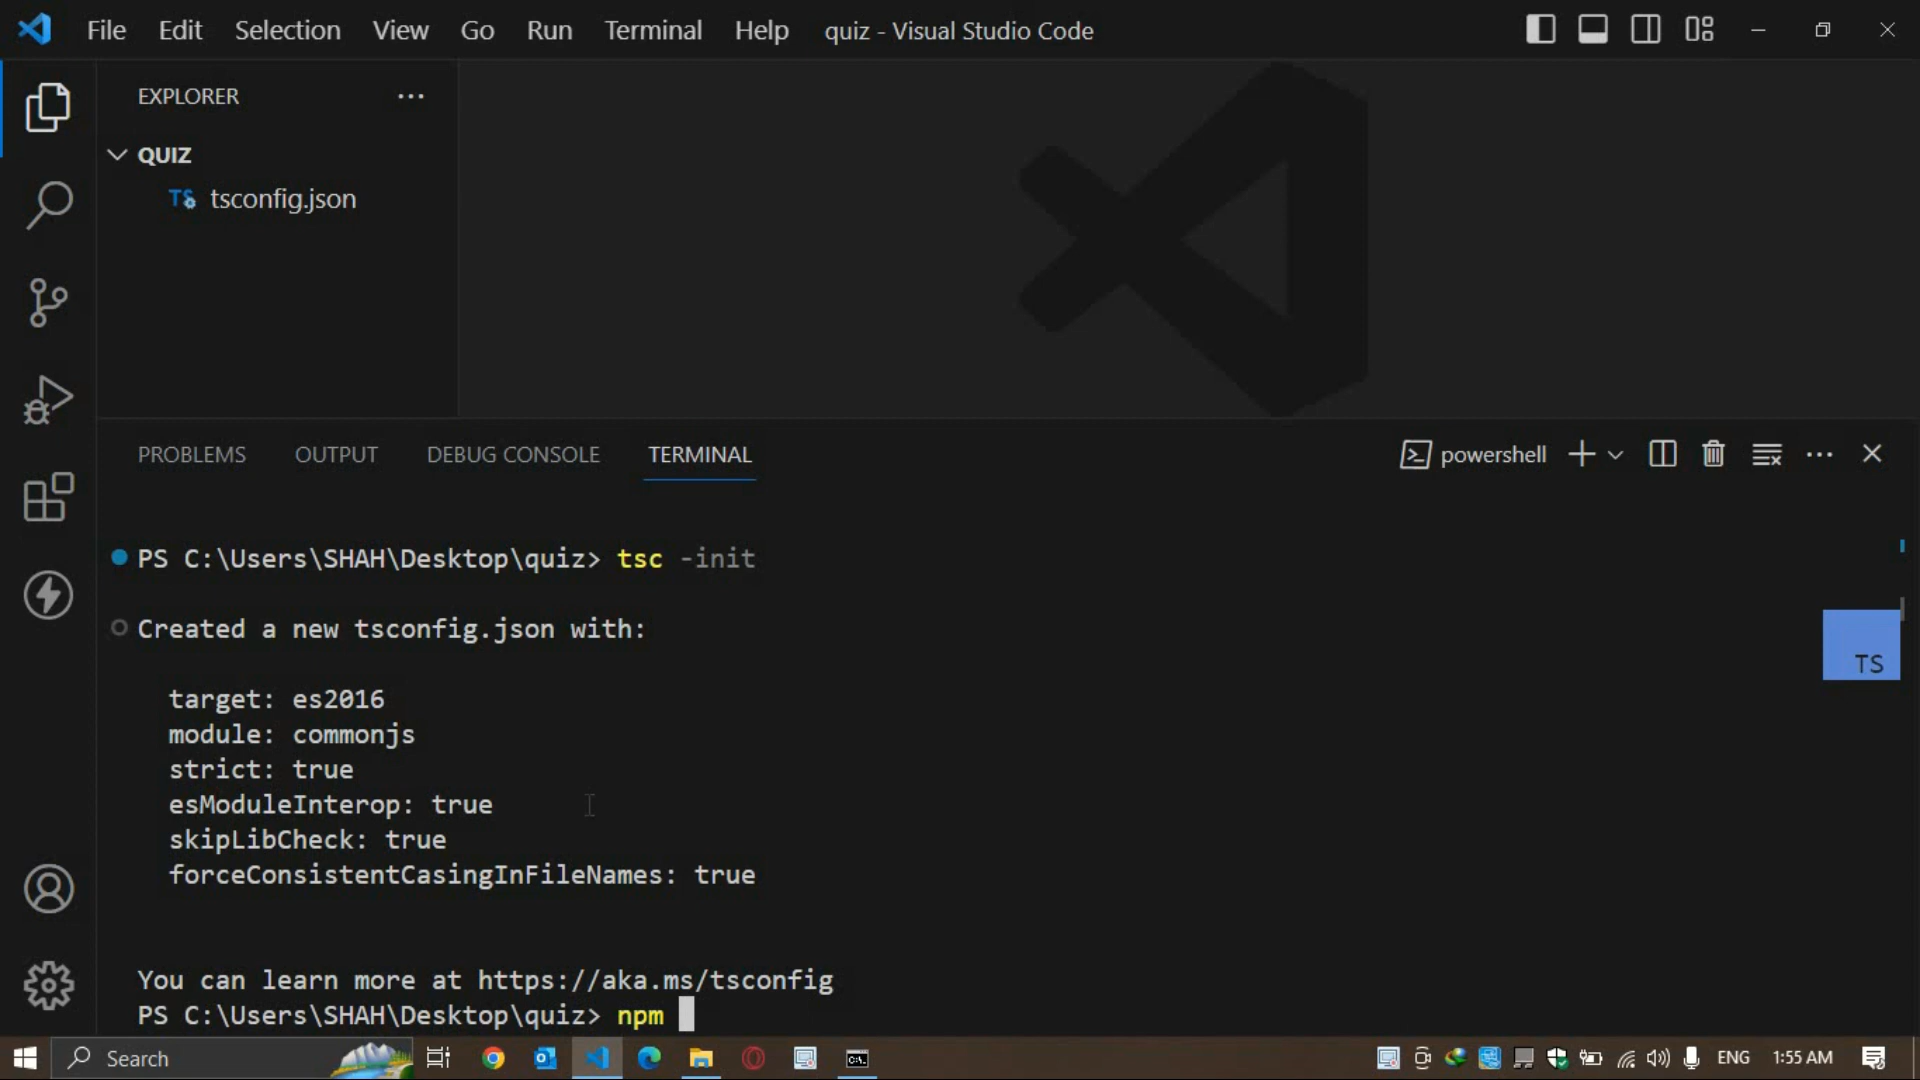 File Edit Selection View Go Run Terminal Help quiz - Visual Studio Code
EXPLORER
QUIZ
TS tsconfig.json
PROBLEMS OUTPUT DEBUG CONSOLE TERMINAL powershell
PS C:\Users\SHAH\Desktop\quiz> tsc -init
Created a new tsconfig.json with:
TS
target: es2016
module: commonjs
strict: true
esModuleInterop: true
skipLibCheck: true
forceConsistentCasingInFileNames: true
You can learn more at https://aka.ms/tsconfig
PS C:\Users\SHAH\Desktop\quiz> npm
Search ENG 1:55 AM